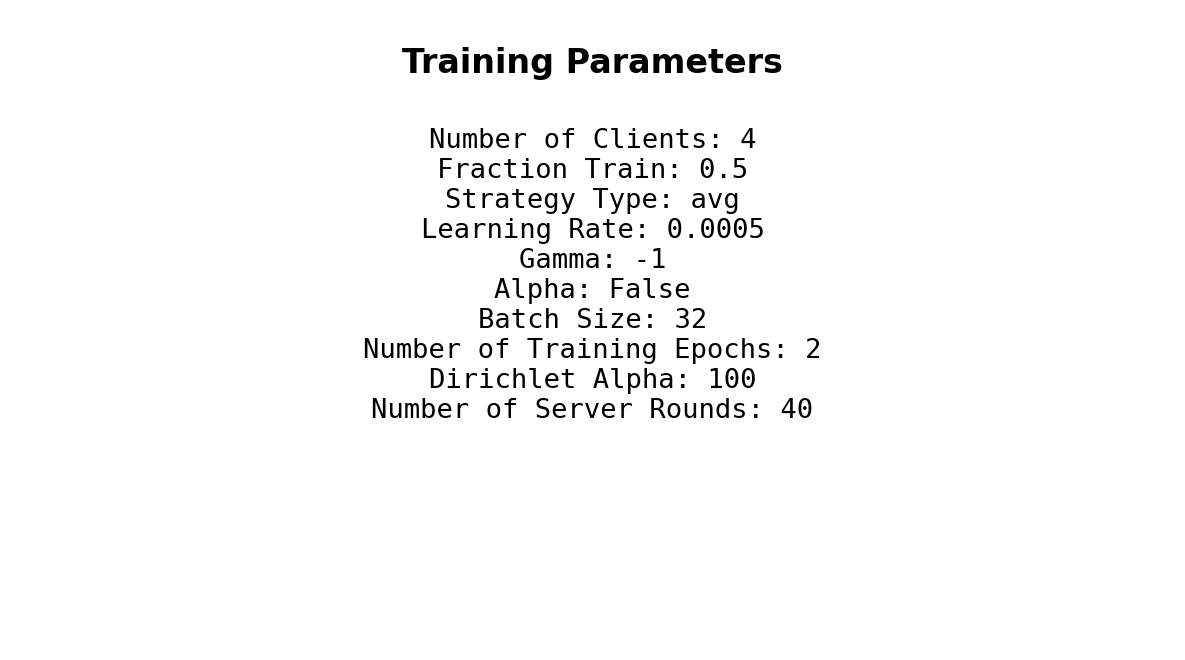 Training Parameters
Number of Clients: 4
Fraction Train: 0.5
Strategy Type: avg
Learning Rate: 0.0005
Gamma: -1
Alpha: False
Batch Size: 32
Number of Training Epochs: 2
Dirichlet Alpha: 100
Number of Server Rounds: 40